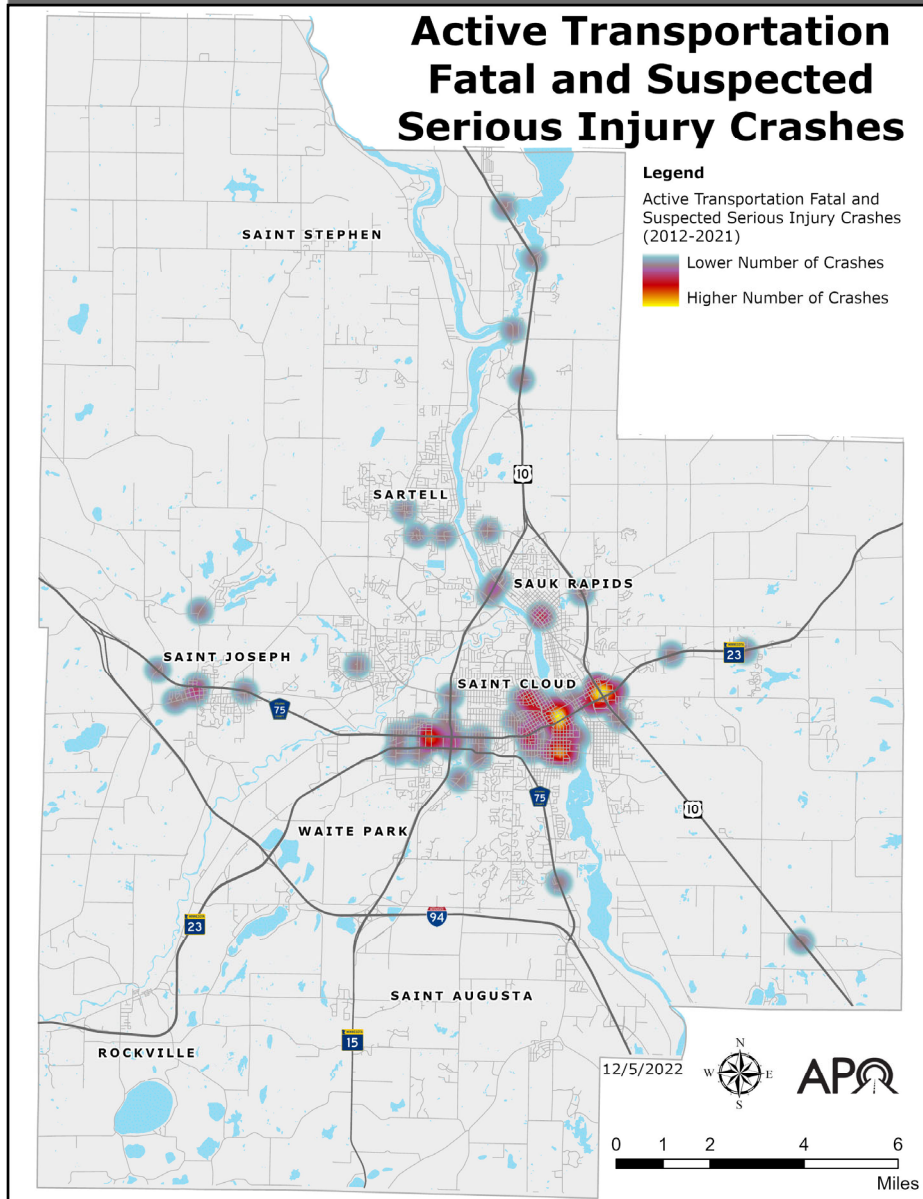 Active Transportation
Fatal and Suspected
Serious Injury Crashes
Legend
Active Transportation Fatal and
Suspected Serious Injury Crashes
(2012-2021)
Lower Number of Crashes
Higher Number of Crashes
SAINT STEPHEN
10
SARTELL
SAUK RAPIDS
SAINT JOSEPH
23
SAINT CLOUD
75
75
10
WAITE PARK
94
23
SAINT AUGUSTA
15
ROCKVILLE
12/5/2022
N
W
E
S
APO
0 1 2 4 6
Miles